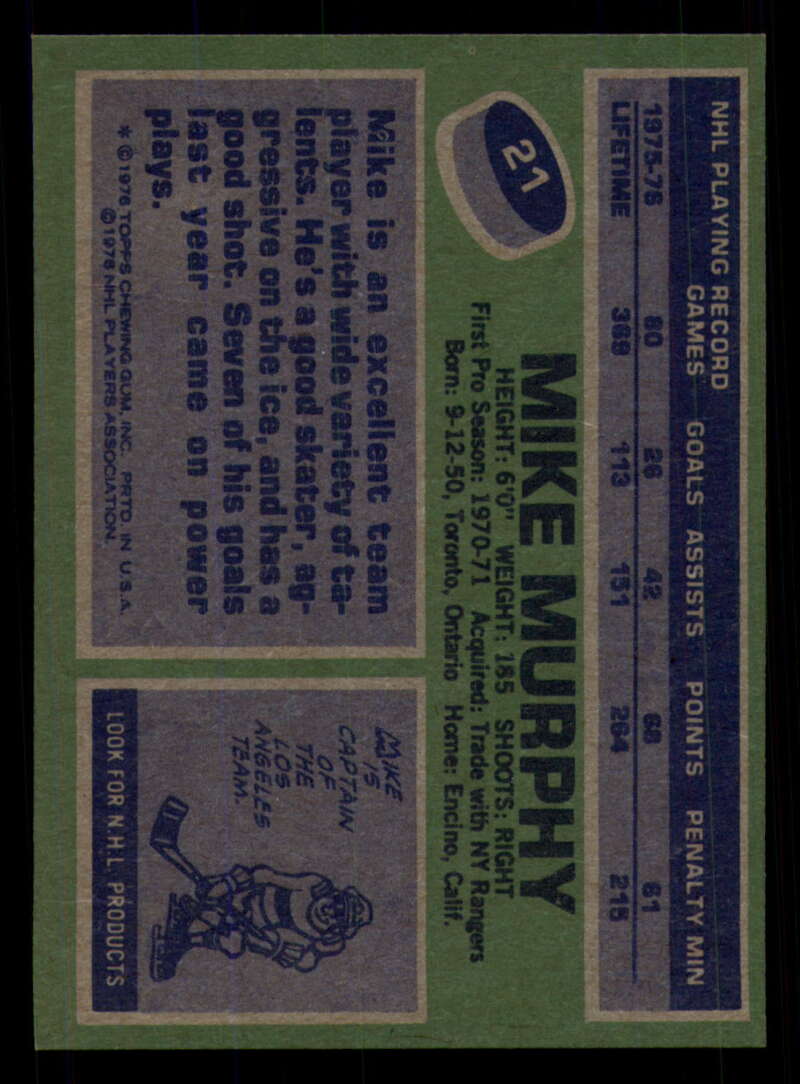 NHL PLAYING RECORD
GAMES GOALS ASSISTS POINTS PENALTY MIN
1975-76 80 26 42 68 61
LIFETIME 369 113 151 264 215
21
MIKE MURPHY
HEIGHT: 6'0" WEIGHT: 185 SHOOTS: RIGHT
First Pro Season: 1970-71 Acquired: Trade with NY Rangers
Born: 9-12-50, Toronto, Ontario Home: Encino, Calif.
Mike is an excellent team
player with wide variety of ta-
lents. He's a good skater, ag-
gressive on the ice, and has a
good shot. Seven of his goals
last year came on power
plays.
* © 1976 TOPPS CHEWING GUM, INC. PRTD. IN U.S.A.
© 1976 NHL PLAYERS ASSOCIATION.
MIKE
IS
CAPTAIN
OF
THE
LOS
ANGELES
TEAM.
LOOK FOR N.H.L. PRODUCTS